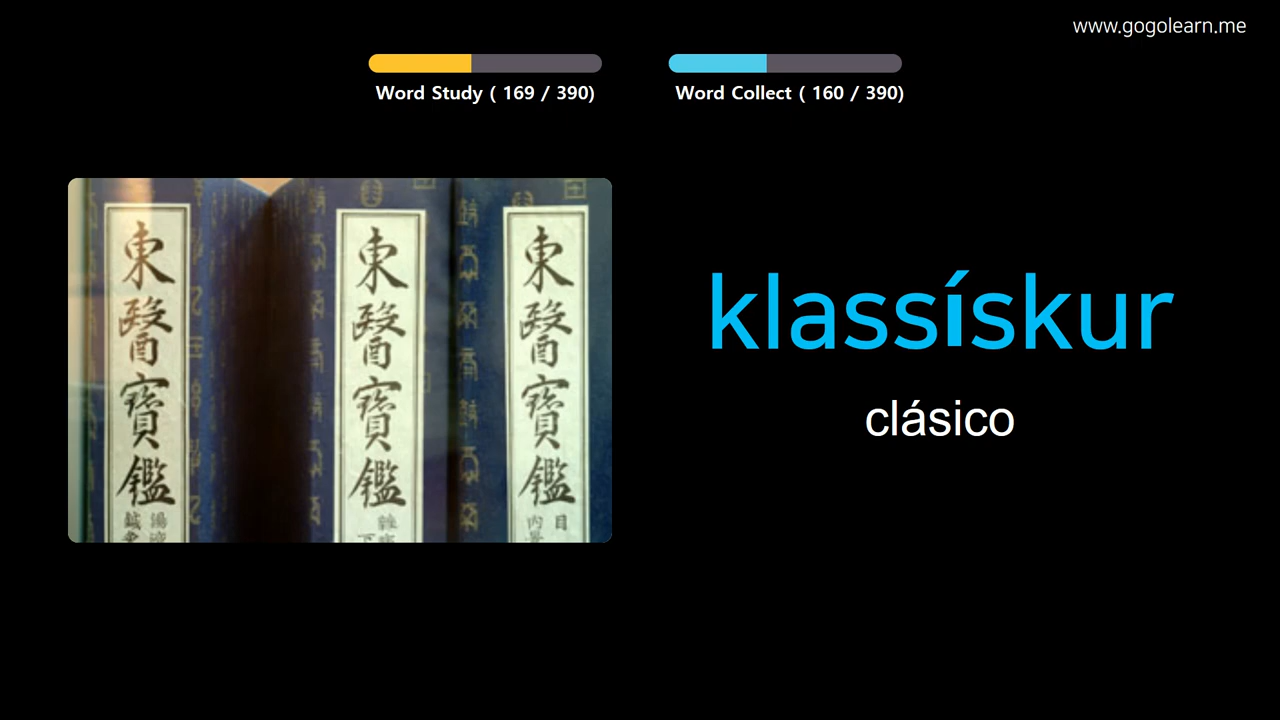 www.gogolearn.me
Word Study ( 169 / 390)
Word Collect ( 160 / 390)
東醫寶鑑
東醫寶鑑
東醫寶鑑
klassískur
clásico